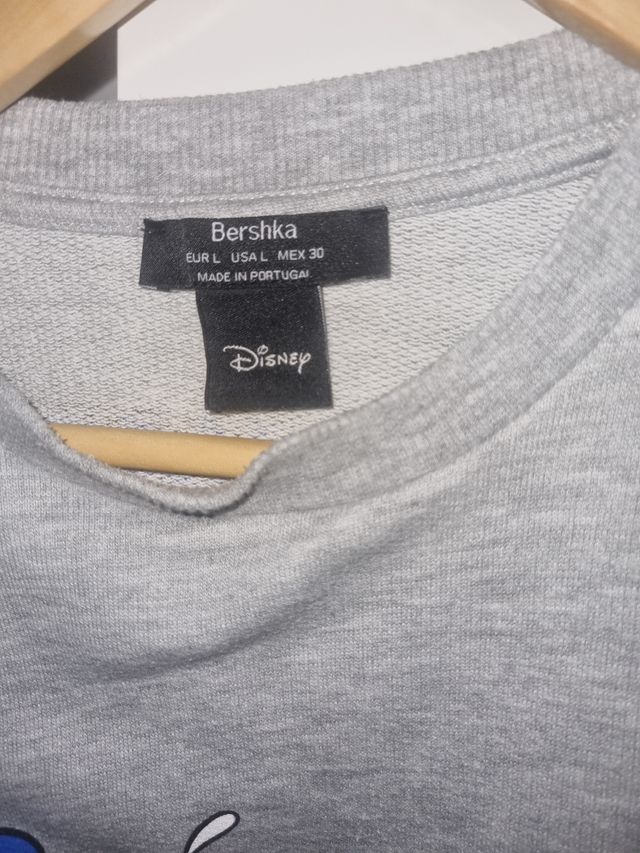 Bershka
EUR L USA L MEX 30
MADE IN PORTUGAL
Disney